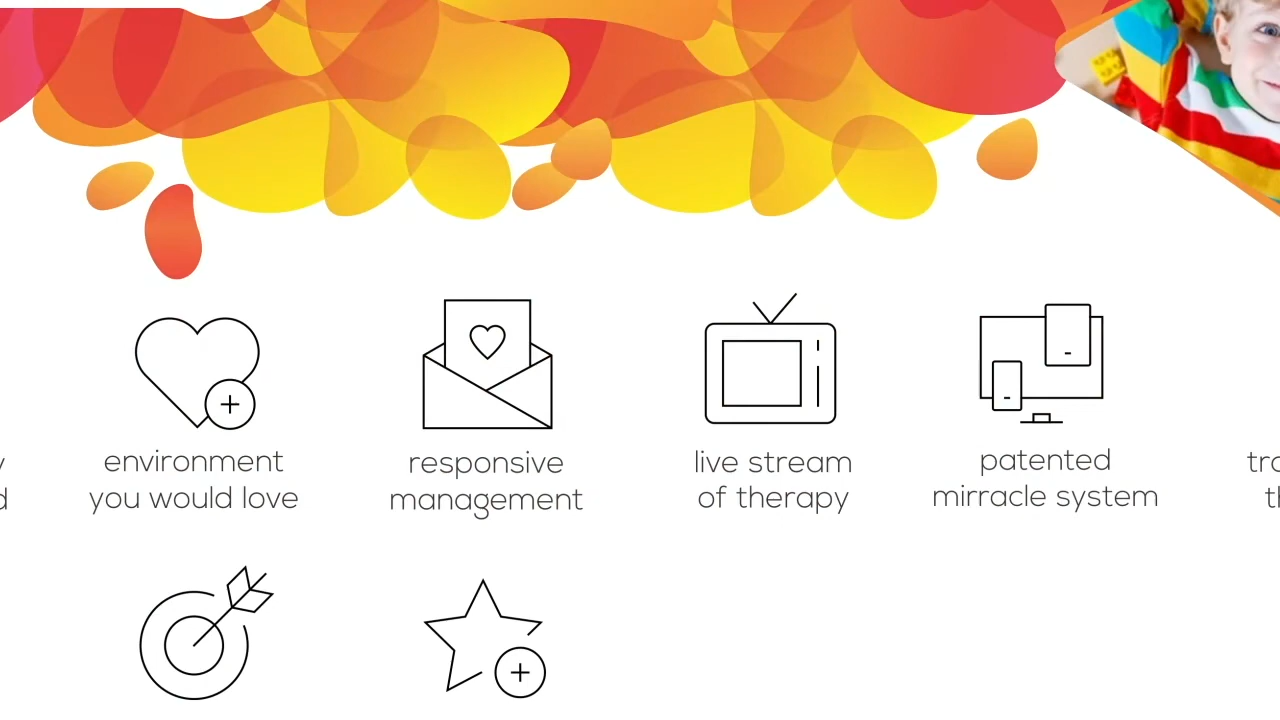 environment
you would love
responsive
management
live stream
of therapy
patented
mirracle system